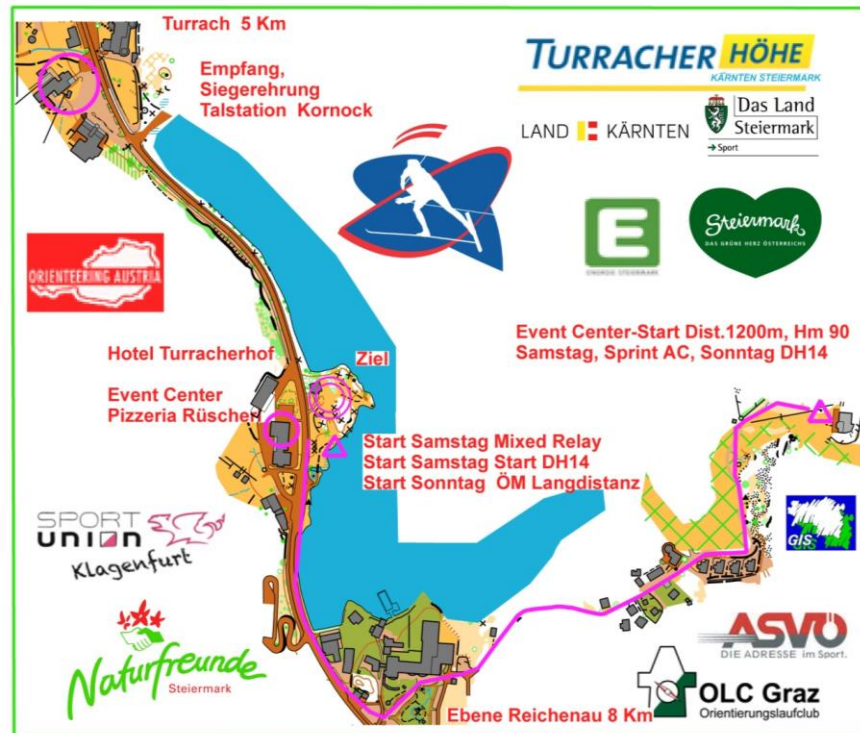 Turrach 5 Km
TURRACHER HÖHE
KÄRNTEN STEIERMARK
Empfang,
Siegerehrung
Talstation Kornock
LAND KÄRNTEN
Das Land
Steiermark
→ Sport
E
ENERGIE STEIERMARK
Steiermark
DAS GRÜNE HERZ ÖSTERREICHS
ORIENTEERING AUSTRIA
Event Center-Start Dist.1200m, Hm 90
Samstag, Sprint AC, Sonntag DH14
Hotel Turracherhof
Ziel
Event Center
Pizzeria Rüscherl
Start Samstag Mixed Relay
Start Samstag Start DH14
Start Sonntag ÖM Langdistanz
SPORT
UNION
Klagenfurt
GIS
Naturfreunde
Steiermark
ASVÖ
DIE ADRESSE im Sport.
OLC Graz
Orientierungslaufclub
Ebene Reichenau 8 Km